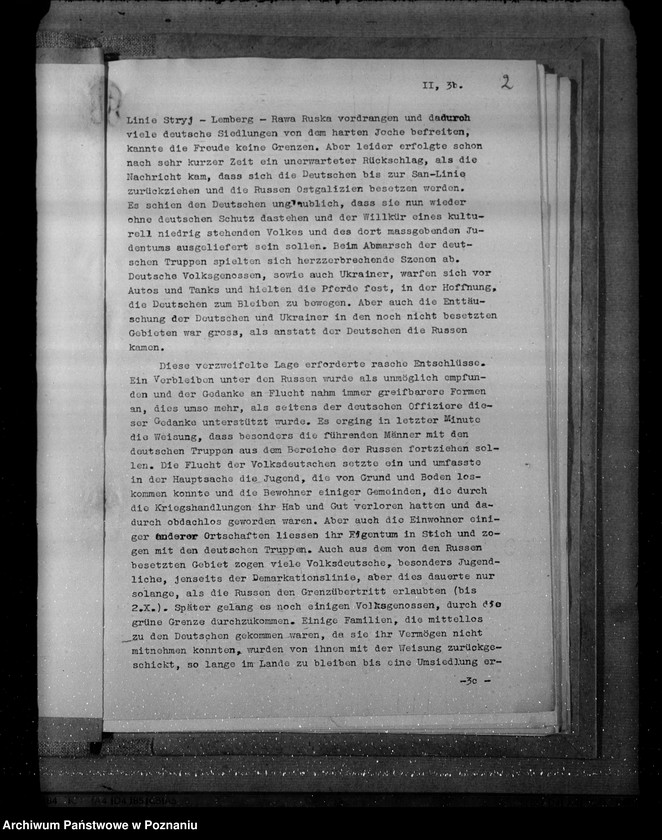 II, 3b.
2
Linie Stryj - Lemberg - Rawa Ruska vordrangen und dadurch
viele deutsche Siedlungen von dem harten Joche befreiten,
kannte die Freude keine Grenzen. Aber leider erfolgte schon
nach sehr kurzer Zeit ein unerwarteter Rückschlag, als die
Nachricht kam, dass sich die Deutschen bis zur San-Linie
zurückziehen und die Russen Ostgalizien besetzen werden.
Es schien den Deutschen unglaublich, dass sie nun wieder
ohne deutschen Schutz dastehen und der Willkür eines kultu-
rell niedrig stehenden Volkes und des dort massgebenden Ju-
dentums ausgeliefert sein sollen. Beim Abmarsch der deut-
schen Truppen spielten sich herzzerbrechende Szenen ab.
Deutsche Volksgenossen, sowie auch Ukrainer, warfen sich vor
Autos und Tanks und hielten die Pferde fest, in der Hoffnung,
die Deutschen zum Bleiben zu bewegen. Aber auch die Enttäu-
schung der Deutschen und Ukrainer in den noch nicht besetzten
Gebieten war gross, als anstatt der Deutschen die Russen
kamen.
Diese verzweifelte Lage erforderte rasche Entschlüsse.
Ein Verbleiben unter den Russen wurde als unmöglich empfun-
den und der Gedanke an Flucht nahm immer greifbarere Formen
an, dies umso mehr, als seitens der deutschen Offiziere die-
ser Gedanke unterstützt wurde. Es erging in letzter Minute
die Weisung, dass besonders die führenden Männer mit den
deutschen Truppen aus dem Bereiche der Russen fortziehen sol-
len. Die Flucht der Volksdeutschen setzte ein und umfasste
in der Hauptsache die Jugend, die von Grund und Boden los-
kommen konnte und die Bewohner einiger Gemeinden, die durch
die Kriegshandlungen ihr Hab und Gut verloren hatten und da-
durch obdachlos geworden waren. Aber auch die Einwohner eini-
ger anderer Ortschaften liessen ihr Eigentum in Stich und zo-
gen mit den deutschen Truppen. Auch aus dem von den Russen
besetzten Gebiet zogen viele Volksdeutsche, besonders Jugend-
liche, jenseits der Demarkationslinie, aber dies dauerte nur
solange, als die Russen den Grenzübertritt erlaubten (bis
2.X.). Später gelang es noch einigen Volksgenossen, durch die
grüne Grenze durchzukommen. Einige Familien, die mittellos
zu den Deutschen gekommen waren, da sie ihr Vermögen nicht
mitnehmen konnten, wurden von ihnen mit der Weisung zurückge-
schickt, so lange im Lande zu bleiben bis eine Umsiedlung er-
-3c -
Archiwum Państwowe w Poznaniu